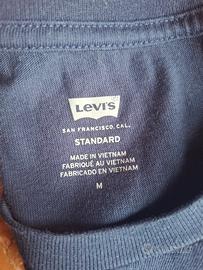 Levi's
SAN FRANCISCO, CAL.
STANDARD
MADE IN VIETNAM
FABRIQUÉ AU VIETNAM
FABRICADO EN VIETNAM
M